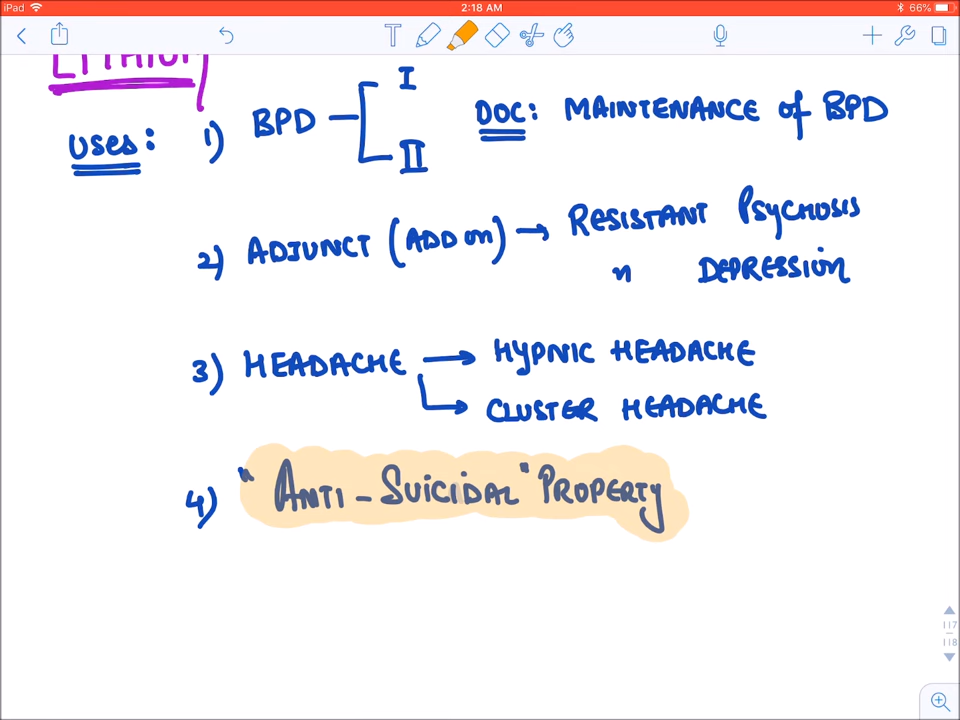 iPad 2:18 AM 66%
T
LITHIUM
USES: 1) BPD I DOC: MAINTENANCE of BPD
II
2) ADJUNCT (ADD on) → RESISTANT PSYCHOSIS
" DEPRESSION
3) HEADACHE → HYPNIC HEADACHE
→ CLUSTER HEADACHE
4) "ANTI-SUICIDAL" PROPERTY
117
118